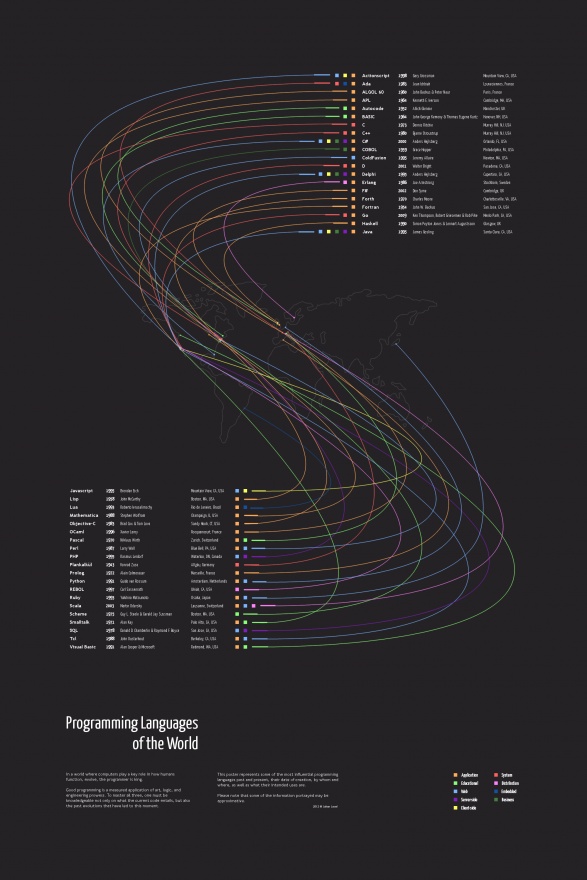 Actionscript 1998 Gary Grossman Mountain View, CA, USA
Ada 1983 Jean Ichbiah Louveciennes, France
ALGOL 60 1960 John Backus & Peter Naur Paris, France
APL 1964 Kenneth E. Iverson Cambridge, MA, USA
Autocode 1952 Alick Glennie Manchester, UK
BASIC 1964 John George Kemeny & Thomas Eugene Kurtz Hanover, NH, USA
C 1973 Dennis Ritchie Murray Hill, NJ, USA
C++ Bjarne Stroustrup Murray Hill, NJ, USA
C# 2000 Anders Hejlsberg
COBOL 1959 Grace Hopper Philadelphia, PA, USA
ColdFusion 1995 Jeremy Allaire Newton, MA, USA
D 2001 Walter Bright
Delphi 1995 Anders Hejlsberg Cupertino, CA, USA
Erlang 1986 Joe Armstrong Stockholm, Sweden
F# 2002 Don Syme Cambridge, UK
Forth 1970 Charles Moore Charlottesville, VA, USA
Fortran 1954 John W. Backus San Jose, CA, USA
Go 2009 Ken Thompson, Robert Griesemer & Rob Pike Menlo Park, CA, USA
Haskell 1990 Simon Peyton Jones & Lennart Augustsson Glasgow, UK
Java 1995 James Gosling Santa Clara, CA, USA
Javascript 1995 Brendan Eich Mountain View, CA, USA
Lisp 1958 John McCarthy Boston, MA, USA
Lua 1993 Roberto Ierusalimschy Rio de Janeiro, Brazil
Mathematica 1988 Stephen Wolfram Champaign, IL, USA
Objective-C 1983 Brad Cox & Tom Love Sandy Hook, CT, USA
OCaml 1996 Xavier Leroy Rocquencourt, France
Pascal 1970 Niklaus Wirth Zurich, Switzerland
Perl 1987 Larry Wall Blue Bell, PA, USA
PHP 1995 Rasmus Lerdorf Waterloo, ON, Canada
Plankalkül Konrad Zuse Allgäu, Germany
Prolog 1972 Alain Colmerauer Marseille, France
Python 1991 Guido van Rossum Amsterdam, Netherlands
REBOL 1997 Carl Sassenrath Ukiah, CA, USA
Ruby 1995 Yukihiro Matsumoto Osaka, Japan
Scala 2003 Martin Odersky Lausanne, Switzerland
Scheme 1975 Guy L. Steele & Gerald Jay Sussman Boston, MA, USA
Smalltalk Alan Kay Palo Alto, CA, USA
SQL Donald D. Chamberlin & Raymond F. Boyce San Jose, CA, USA
Tcl 1988 John Ousterhout Berkeley, CA, USA
Visual Basic 1991 Alan Cooper & Microsoft Redmond, WA, USA
Programming Languages
of the World
In a world where computers play a key role in how humans
function, evolve, the programmer is king.
Good programming is a measured application of art, logic, and
engineering prowess. To master all three, one must be
knowledgeable not only on what the current code entails, but also
the past evolutions that have led to this moment.
This poster represents some of the most influential programming
languages past and present, their date of creation, by whom and
where, as well as what their intended uses are.
Please note that some of the information portrayed may be
approximative.
Application System
Educational Distribution
Web Embedded
Server-side Business
Client-side